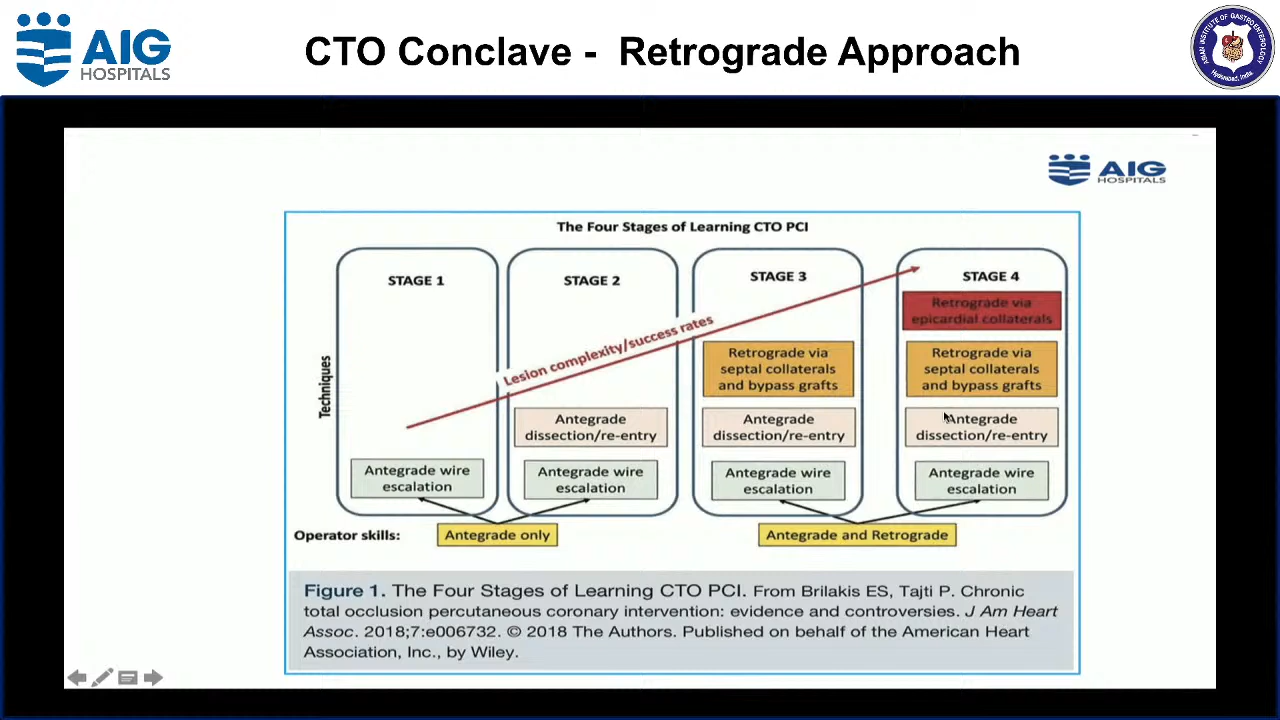 AIG
HOSPITALS
CTO Conclave - Retrograde Approach
ASIAN INSTITUTE OF GASTROENTEROLOGY
Hyderabad, India.
AIG
HOSPITALS
The Four Stages of Learning CTO PCI
STAGE 1
STAGE 2
STAGE 3
STAGE 4
Techniques
Lesion complexity/success rates
Antegrade wire
escalation
Antegrade
dissection/re-entry
Antegrade wire
escalation
Retrograde via
septal collaterals
and bypass grafts
Antegrade
dissection/re-entry
Antegrade wire
escalation
Retrograde via
epicardial collaterals
Retrograde via
septal collaterals
and bypass grafts
Antegrade
dissection/re-entry
Antegrade wire
escalation
Operator skills:
Antegrade only
Antegrade and Retrograde
Figure 1. The Four Stages of Learning CTO PCI. From Brilakis ES, Tajti P. Chronic
total occlusion percutaneous coronary intervention: evidence and controversies. J Am Heart
Assoc. 2018;7:e006732. © 2018 The Authors. Published on behalf of the American Heart
Association, Inc., by Wiley.